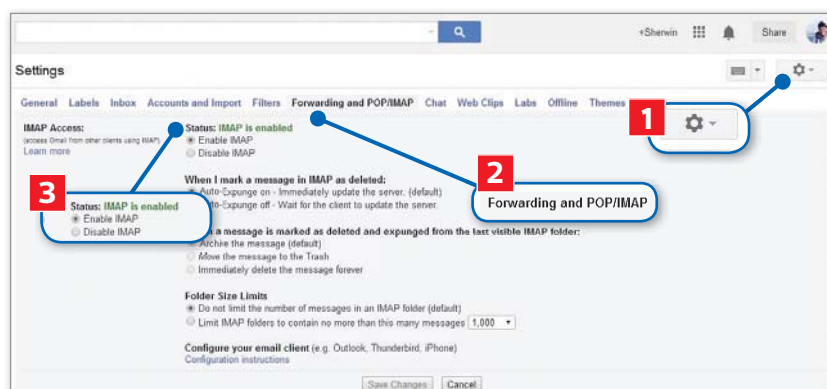 +Sherwin Share
Settings
General Labels Inbox Accounts and Import Filters Forwarding and POP/IMAP Chat Web Clips Labs Offline Themes
1
IMAP Access:
(access Gmail from other clients using IMAP)
Learn more
Status: IMAP is enabled
Enable IMAP
Disable IMAP
When I mark a message in IMAP as deleted:
Auto-Expunge on - Immediately update the server. (default)
Auto-Expunge off - Wait for the client to update the server.
2
Forwarding and POP/IMAP
3
Status: IMAP is enabled
Enable IMAP
Disable IMAP
a message is marked as deleted and expunged from the last visible IMAP folder:
Archive the message (default)
Move the message to the Trash
Immediately delete the message forever
Folder Size Limits
Do not limit the number of messages in an IMAP folder (default)
Limit IMAP folders to contain no more than this many messages 1,000
Configure your email client (e.g. Outlook, Thunderbird, iPhone)
Configuration instructions
Save Changes Cancel